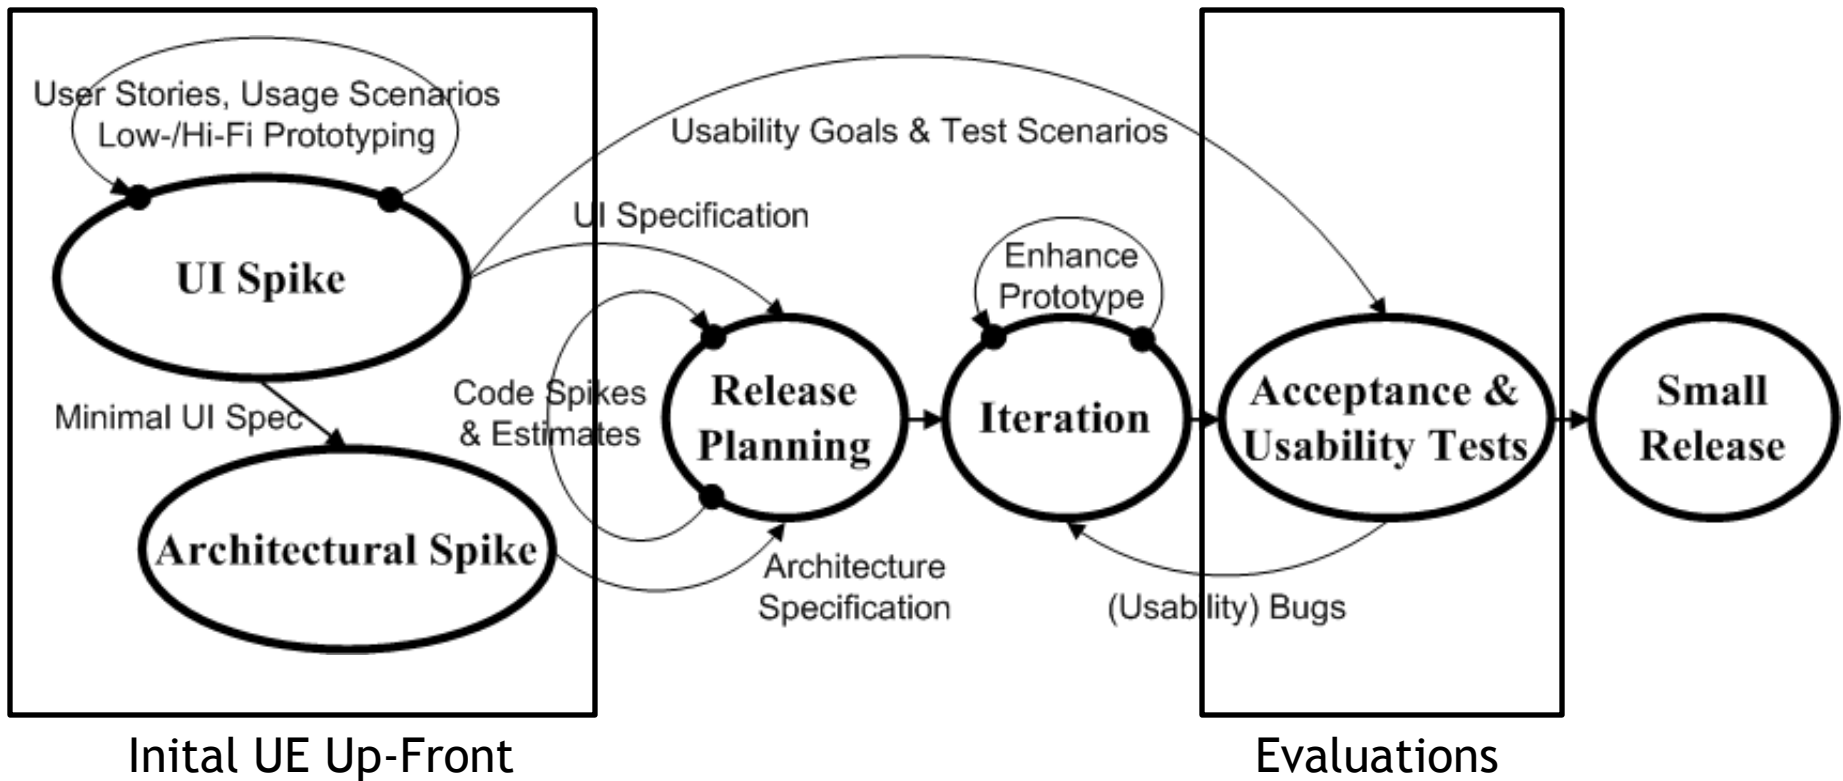 User Stories, Usage Scenarios
Low-/Hi-Fi Prototyping
UI Spike
Minimal UI Spec
Architectural Spike
Usability Goals & Test Scenarios
UI Specification
Code Spikes
& Estimates
Release
Planning
Architecture
Specification
Enhance
Prototype
Iteration
Acceptance &
Usability Tests
(Usability) Bugs
Small
Release
Inital UE Up-Front
Evaluations